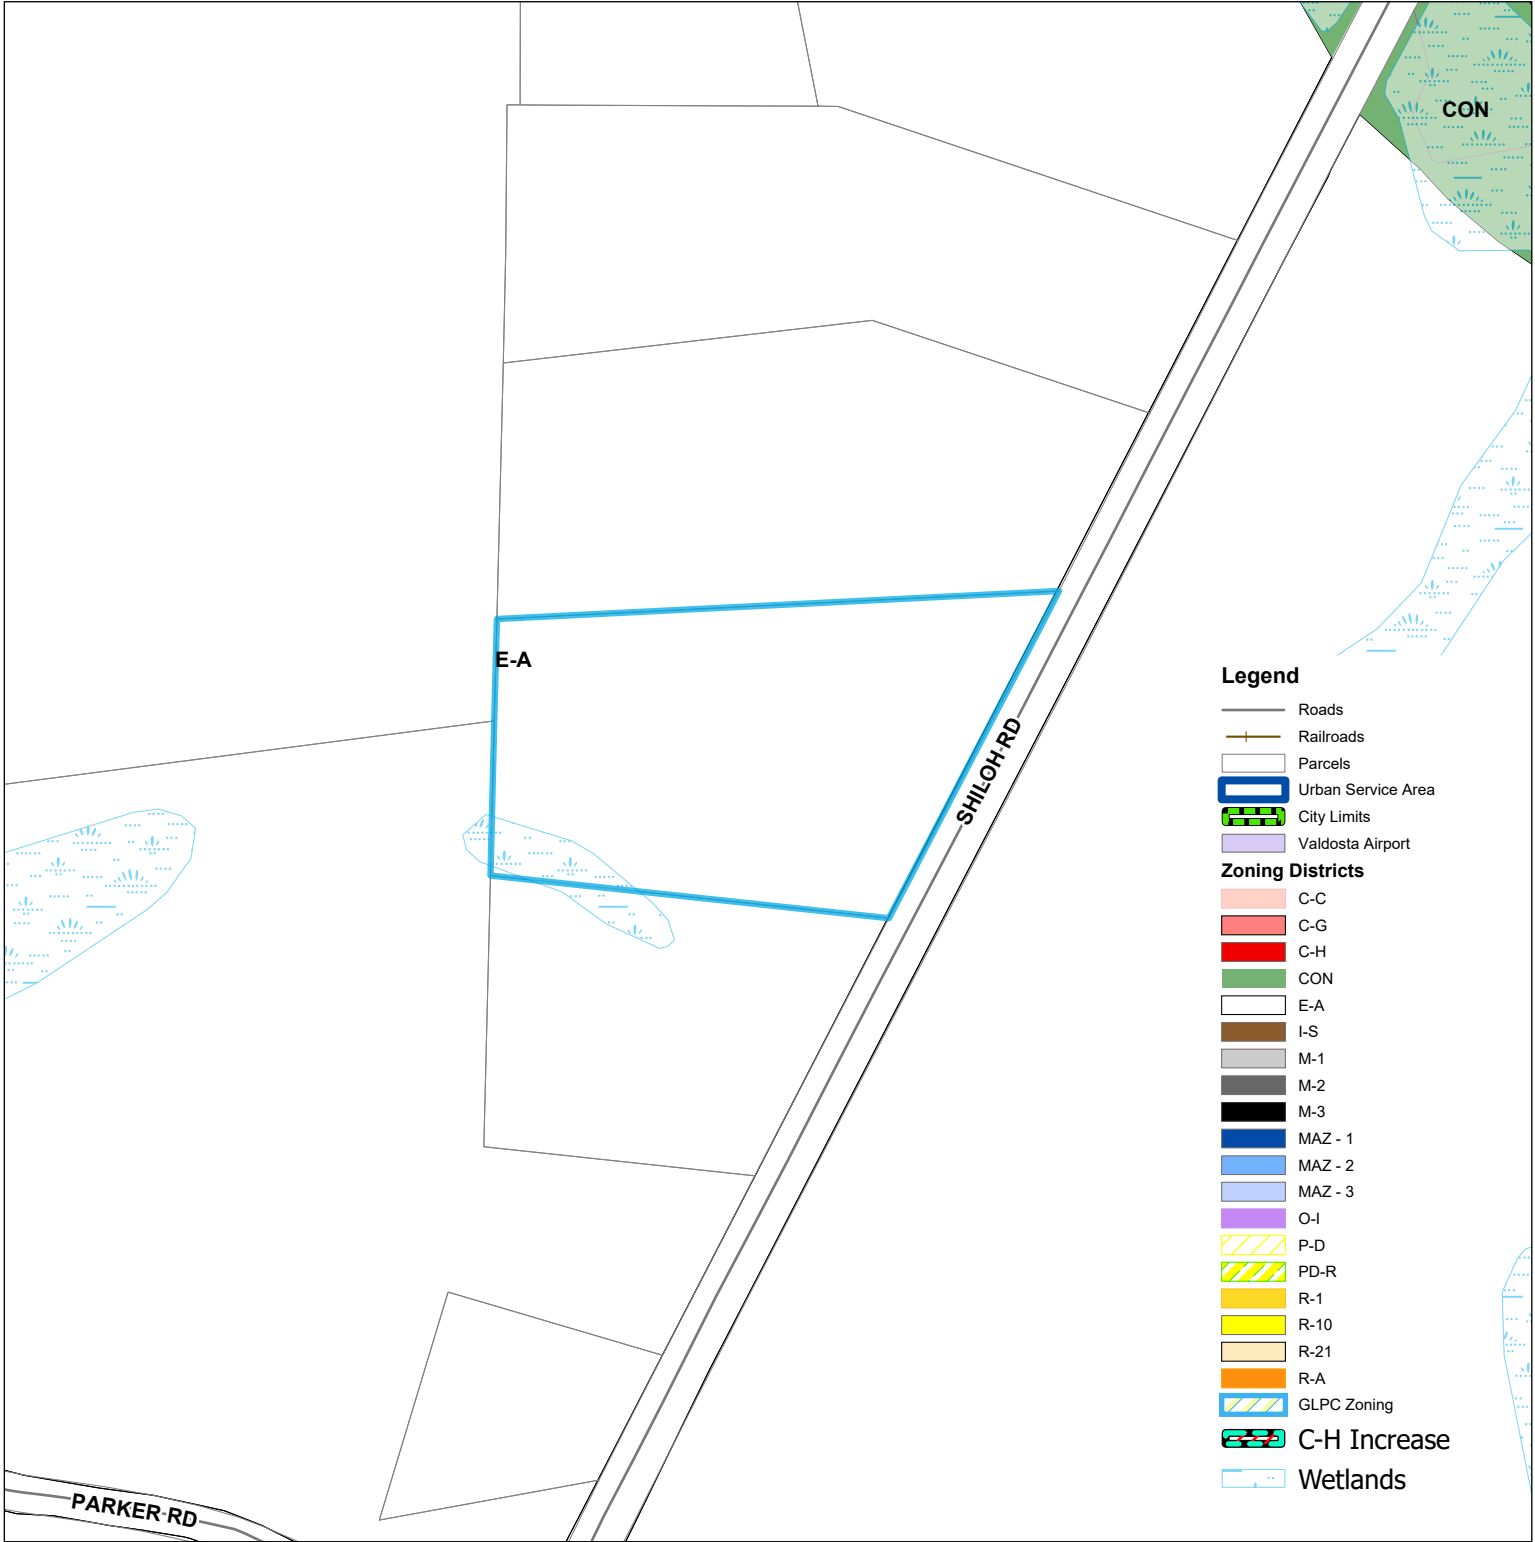 CON
E-A
SHILOH RD
PARKER RD
Legend
Roads
Railroads
Parcels
Urban Service Area
City Limits
Valdosta Airport
Zoning Districts
C-C
C-G
C-H
CON
E-A
I-S
M-1
M-2
M-3
MAZ - 1
MAZ - 2
MAZ - 3
O-I
P-D
PD-R
R-1
R-10
R-21
R-A
GLPC Zoning
C-H Increase
Wetlands